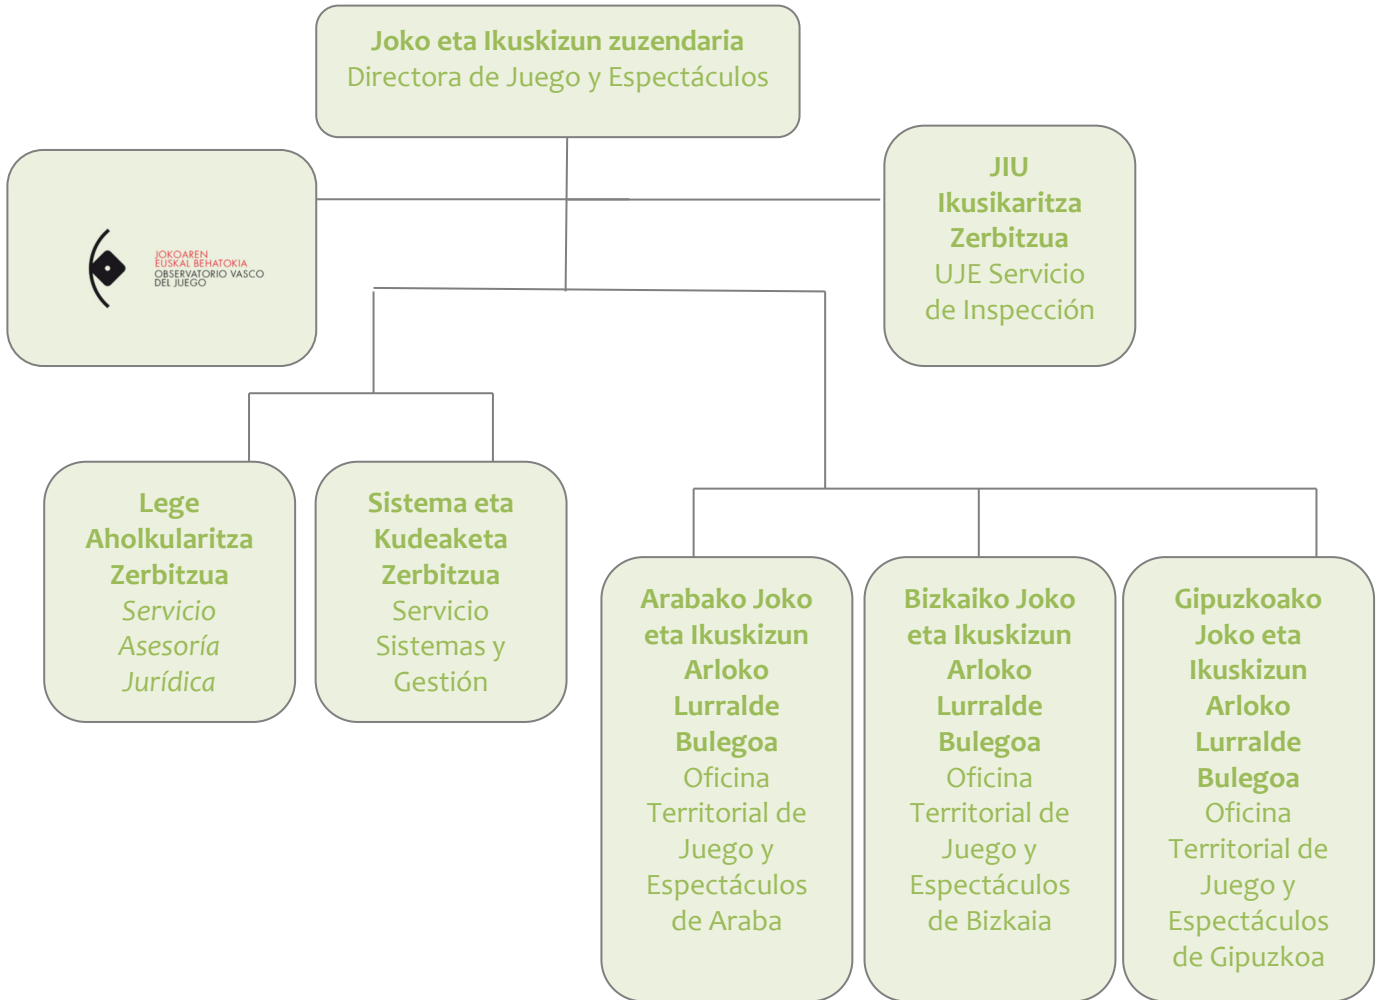 Joko eta Ikuskizun zuzendaria
Directora de Juego y Espectáculos
JOKOAREN
EUSKAL BEHATOKIA
OBSERVATORIO VASCO
DEL JUEGO
JIU
Ikusikaritza
Zerbitzua
UJE Servicio
de Inspección
Lege
Aholkularitza
Zerbitzua
Servicio
Asesoría
Jurídica
Sistema eta
Kudeaketa
Zerbitzua
Servicio
Sistemas y
Gestión
Arabako Joko
eta Ikuskizun
Arloko
Lurralde
Bulegoa
Oficina
Territorial de
Juego y
Espectáculos
de Araba
Bizkaiko Joko
eta Ikuskizun
Arloko
Lurralde
Bulegoa
Oficina
Territorial de
Juego y
Espectáculos
de Bizkaia
Gipuzkoako
Joko eta
Ikuskizun
Arloko
Lurralde
Bulegoa
Oficina
Territorial de
Juego y
Espectáculos
de Gipuzkoa